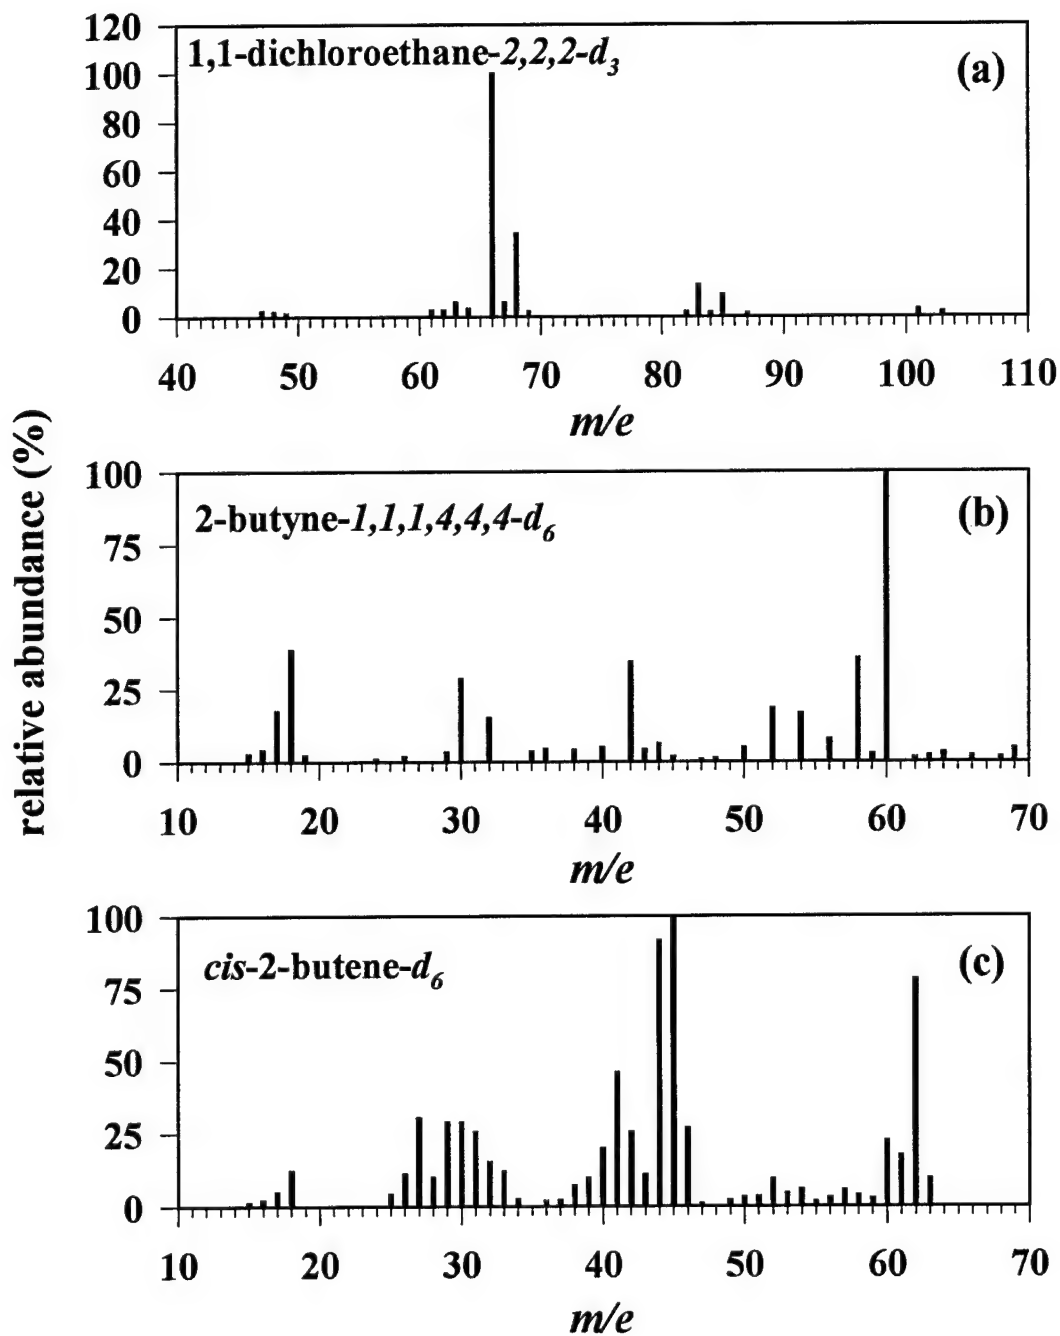 120
100
80
60
40
20
0
1,1-dichloroethane-2,2,2-d3
(a)
40 50 60 70 80 90 100 110
m/e
relative abundance (%)
100
75
50
25
0
2-butyne-1,1,1,4,4,4-d6
(b)
10 20 30 40 50 60 70
m/e
100
75
50
25
0
cis-2-butene-d6
(c)
10 20 30 40 50 60 70
m/e